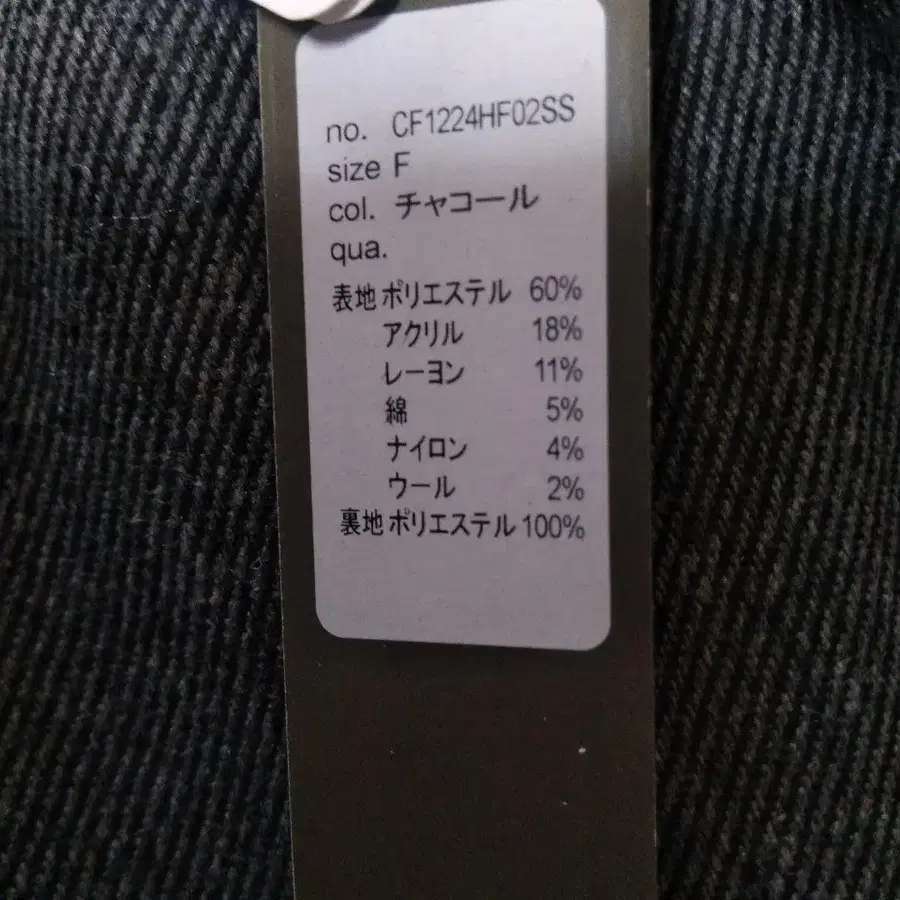 no. CF1224HF02SS
size F
col. チャコール
qua.
表地 ポリエステル 60%
アクリル 18%
レーヨン 11%
綿 5%
ナイロン 4%
ウール 2%
裏地 ポリエステル 100%